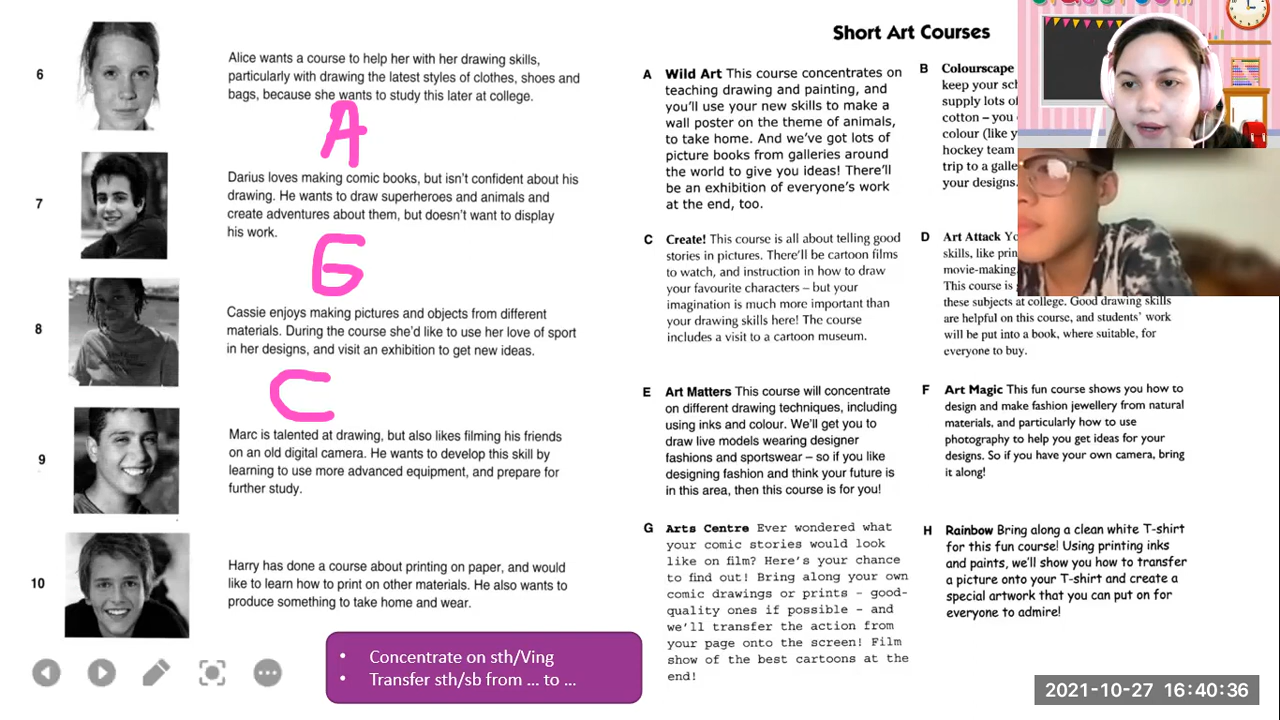 6
Alice wants a course to help her with her drawing skills,
particularly with drawing the latest styles of clothes, shoes and
bags, because she wants to study this later at college.
A
7
Darius loves making comic books, but isn't confident about his
drawing. He wants to draw superheroes and animals and
create adventures about them, but doesn't want to display
his work.
G
8
Cassie enjoys making pictures and objects from different
materials. During the course she'd like to use her love of sport
in her designs, and visit an exhibition to get new ideas.
C
9
Marc is talented at drawing, but also likes filming his friends
on an old digital camera. He wants to develop this skill by
learning to use more advanced equipment, and prepare for
further study.
10
Harry has done a course about printing on paper, and would
like to learn how to print on other materials. He also wants to
produce something to take home and wear.
• Concentrate on sth/Ving
• Transfer sth/sb from ... to ...
Short Art Courses
A Wild Art This course concentrates on
teaching drawing and painting, and
you'll use your new skills to make a
wall poster on the theme of animals,
to take home. And we've got lots of
picture books from galleries around
the world to give you ideas! There'll
be an exhibition of everyone's work
at the end, too.
B Colourscape
keep your
supply lots
cotton – you
colour (like
hockey team
trip to a
your designs.
C Create! This course is all about telling good
stories in pictures. There'll be cartoon films
to watch, and instruction in how to draw
your favourite characters – but your
imagination is much more important than
your drawing skills here! The course
includes a visit to a cartoon museum.
D Art Attack
skills, like
movie-making.
This course is
these subjects at college. Good drawing skills
are helpful on this course, and students' work
will be put into a book, where suitable, for
everyone to buy.
E Art Matters This course will concentrate
on different drawing techniques, including
using inks and colour. We'll get you to
draw live models wearing designer
fashions and sportswear – so if you like
designing fashion and think your future is
in this area, then this course is for you!
F Art Magic This fun course shows you how to
design and make fashion jewellery from natural
materials, and particularly how to use
photography to help you get ideas for your
designs. So if you have your own camera, bring
it along!
G Arts Centre Ever wondered what
your comic stories would look
like on film? Here's your chance
to find out! Bring along your own
comic drawings or prints – good-
quality ones if possible – and
we'll transfer the action from
your page onto the screen! Film
show of the best cartoons at the
end!
H Rainbow Bring along a clean white T-shirt
for this fun course! Using printing inks
and paints, we'll show you how to transfer
a picture onto your T-shirt and create a
special artwork that you can put on for
everyone to admire!
2021-10-27 16:40:36